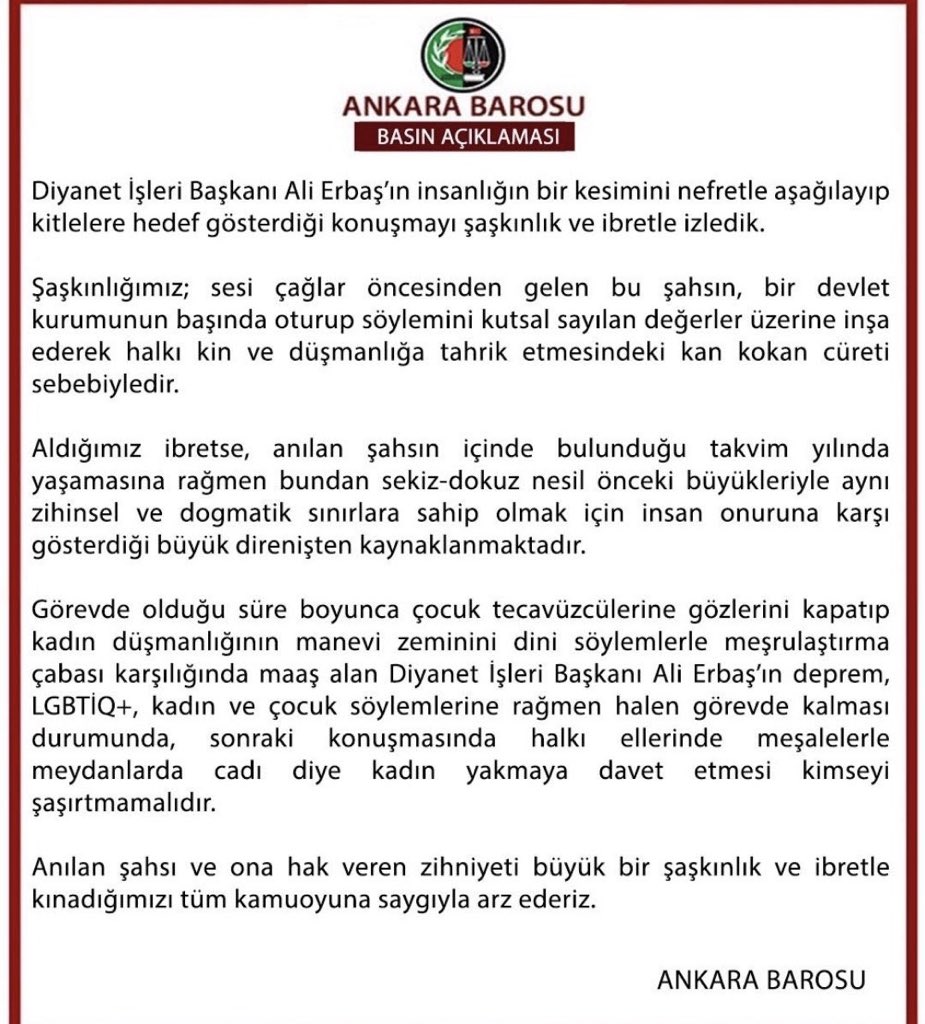 ANKARA BAROSU
BASIN AÇIKLAMASI
Diyanet İşleri Başkanı Ali Erbaş’ın insanlığın bir kesimini nefretle aşağılayıp
kitlelere hedef gösterdiği konuşmayı şaşkınlık ve ibretle izledik.
Şaşkınlığımız; sesi çağlar öncesinden gelen bu şahsın, bir devlet
kurumunun başında oturup söylemini kutsal sayılan değerler üzerine inşa
ederek halkı kin ve düşmanlığa tahrik etmesindeki kan kokan cüreti
sebebiyledir.
Aldığımız ibretse, anılan şahsın içinde bulunduğu takvim yılında
yaşamasına rağmen bundan sekiz-dokuz nesil önceki büyükleriyle aynı
zihinsel ve dogmatik sınırlara sahip olmak için insan onuruna karşı
gösterdiği büyük direnişten kaynaklanmaktadır.
Görevde olduğu süre boyunca çocuk tecavüzcülerine gözlerini kapatıp
kadın düşmanlığının manevi zeminini dini söylemlerle meşrulaştırma
çabası karşılığında maaş alan Diyanet İşleri Başkanı Ali Erbaş’ın deprem,
LGBTİQ+, kadın ve çocuk söylemlerine rağmen halen görevde kalması
durumunda, sonraki konuşmasında halkı ellerinde meşalelerle
meydanlarda cadı diye kadın yakmaya davet etmesi kimseyi
şaşırtmamalıdır.
Anılan şahsı ve ona hak veren zihniyeti büyük bir şaşkınlık ve ibretle
kınadığımızı tüm kamuoyuna saygıyla arz ederiz.
ANKARA BAROSU